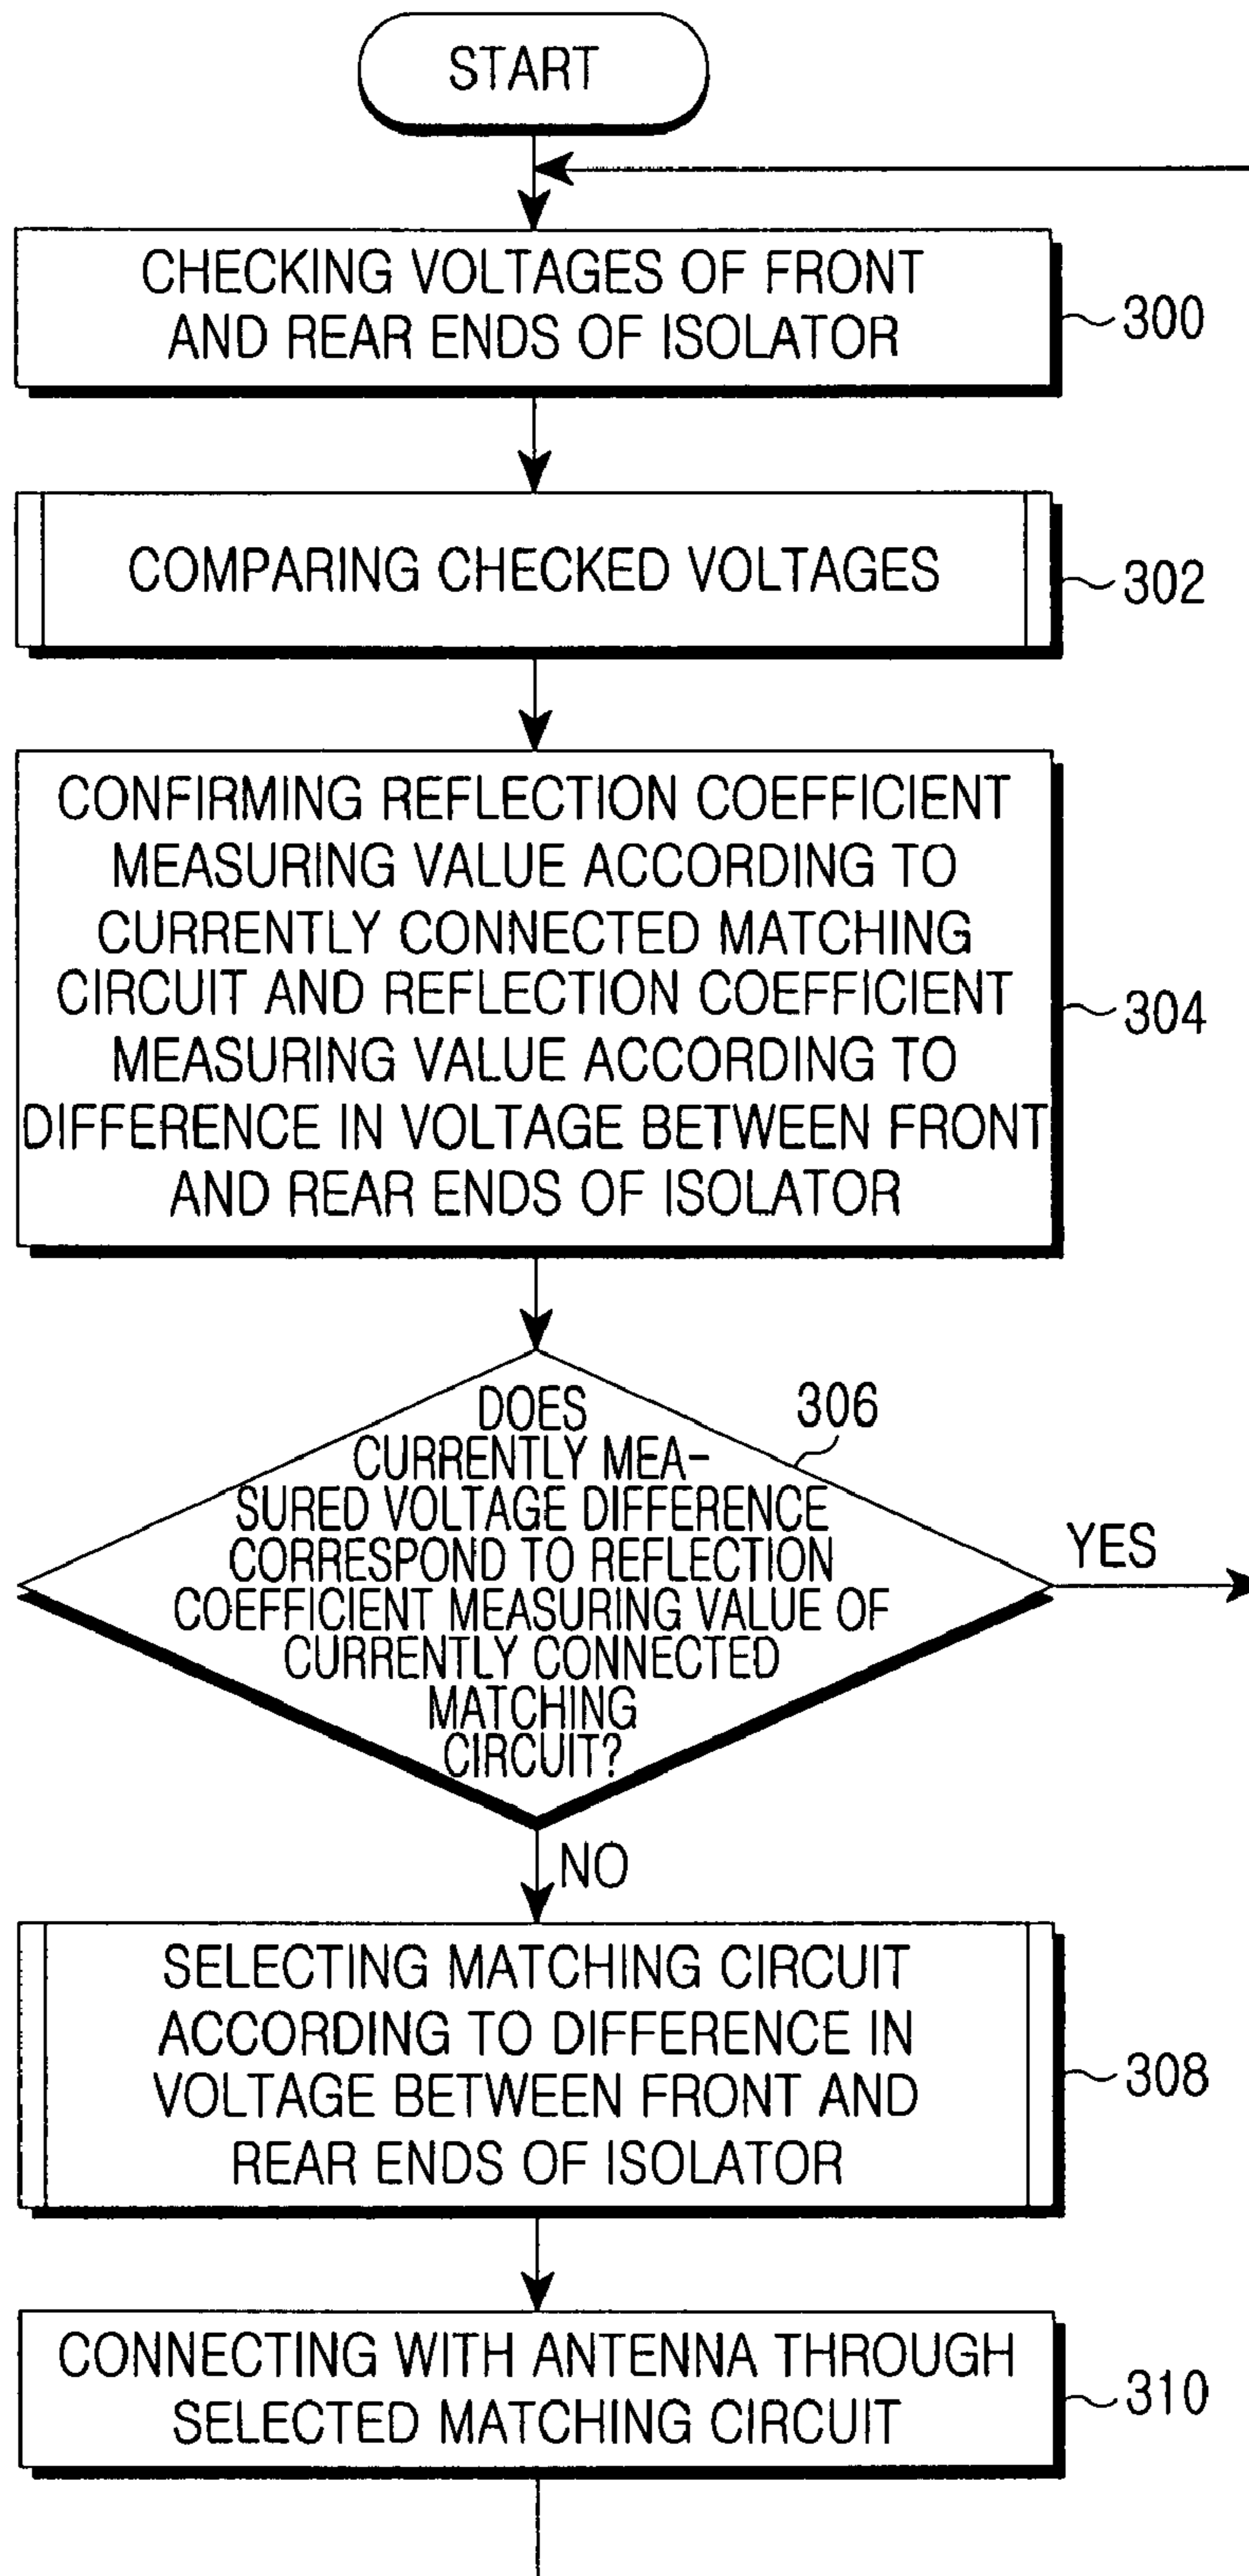 START
CHECKING VOLTAGES OF FRONT
AND REAR ENDS OF ISOLATOR
300
COMPARING CHECKED VOLTAGES
302
CONFIRMING REFLECTION COEFFICIENT
MEASURING VALUE ACCORDING TO
CURRENTLY CONNECTED MATCHING
CIRCUIT AND REFLECTION COEFFICIENT
MEASURING VALUE ACCORDING TO
DIFFERENCE IN VOLTAGE BETWEEN FRONT
AND REAR ENDS OF ISOLATOR
304
DOES
CURRENTLY MEA-
SURED VOLTAGE DIFFERENCE
CORRESPOND TO REFLECTION
COEFFICIENT MEASURING VALUE OF
CURRENTLY CONNECTED
MATCHING
CIRCUIT?
306
YES
NO
SELECTING MATCHING CIRCUIT
ACCORDING TO DIFFERENCE IN
VOLTAGE BETWEEN FRONT AND
REAR ENDS OF ISOLATOR
308
CONNECTING WITH ANTENNA THROUGH
SELECTED MATCHING CIRCUIT
310